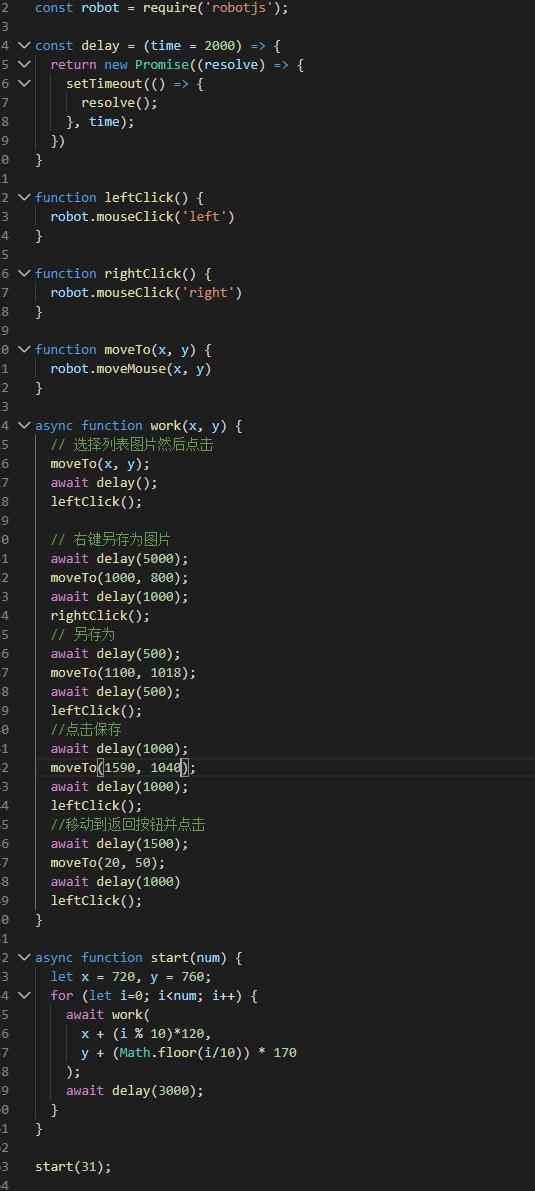 2 const robot = require('robotjs');
3
4 const delay = (time = 2000) => {
5   return new Promise((resolve) => {
6     setTimeout(() => {
7       resolve();
8     }, time);
9   })
0 }
1
2 function leftClick() {
3   robot.mouseClick('left')
4 }
5
6 function rightClick() {
7   robot.mouseClick('right')
8 }
9
0 function moveTo(x, y) {
1   robot.moveMouse(x, y)
2 }
3
4 async function work(x, y) {
5   // 选择列表图片然后点击
6   moveTo(x, y);
7   await delay();
8   leftClick();
9
0   // 右键另存为图片
1   await delay(5000);
2   moveTo(1000, 800);
3   await delay(1000);
4   rightClick();
5   // 另存为
6   await delay(500);
7   moveTo(1100, 1018);
8   await delay(500);
9   leftClick();
0   //点击保存
1   await delay(1000);
2   moveTo(1590, 1040);
3   await delay(1000);
4   leftClick();
5   //移动到返回按钮并点击
6   await delay(1500);
7   moveTo(20, 50);
8   await delay(1000)
9   leftClick();
0 }
1
2 async function start(num) {
3   let x = 720, y = 760;
4   for (let i=0; i<num; i++) {
5     await work(
6       x + (i % 10)*120,
7       y + (Math.floor(i/10)) * 170
8     );
9     await delay(3000);
0   }
1 }
2
3 start(31);
4